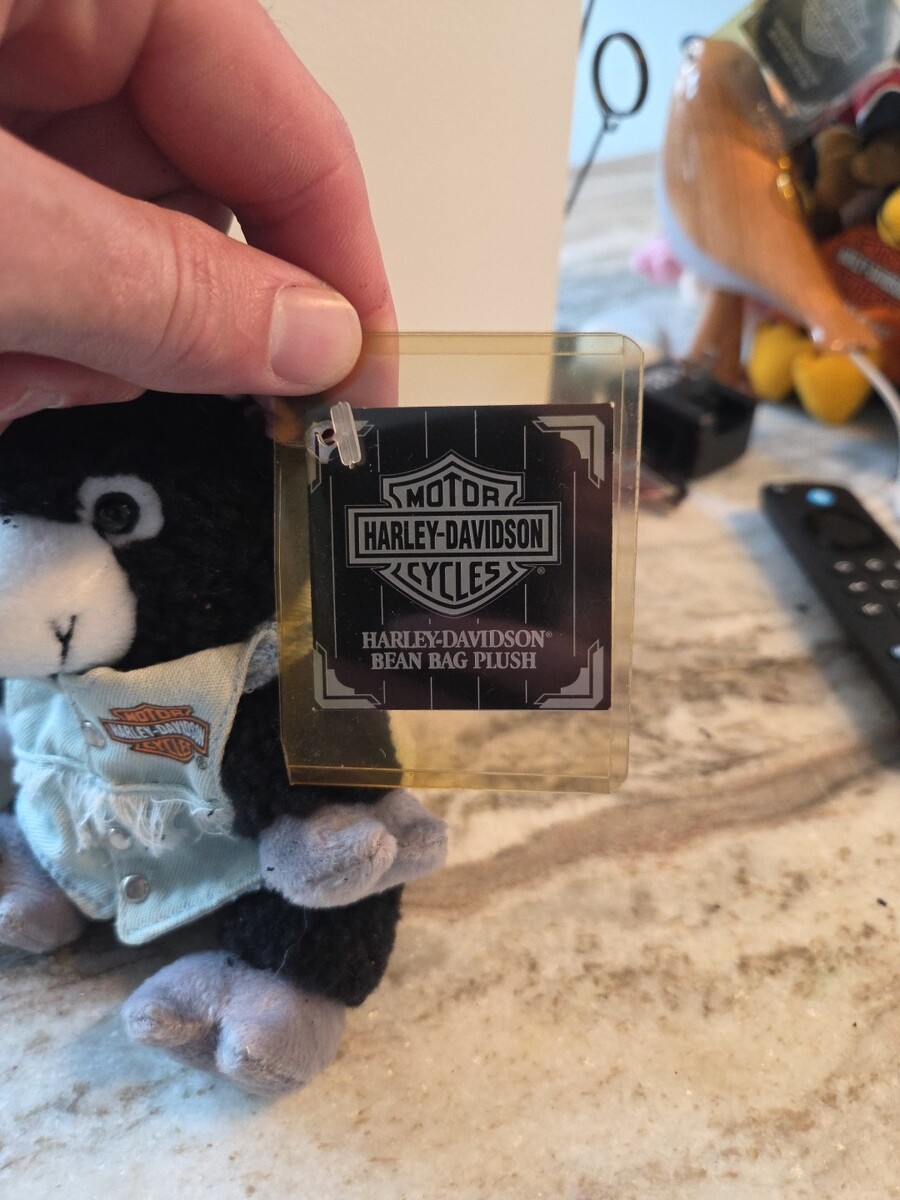 MOTOR
HARLEY-DAVIDSON
CYCLES®
HARLEY-DAVIDSON®
BEAN BAG PLUSH
MOTOR
HARLEY-DAVIDSON
CYCLES
®